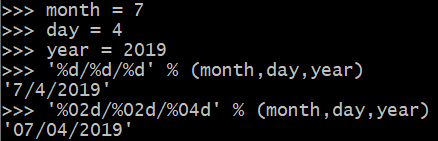 >>> month = 7
>>> day = 4
>>> year = 2019
>>> '%d/%d/%d' % (month,day,year)
'7/4/2019'
>>> '%02d/%02d/%04d' % (month,day,year)
'07/04/2019'